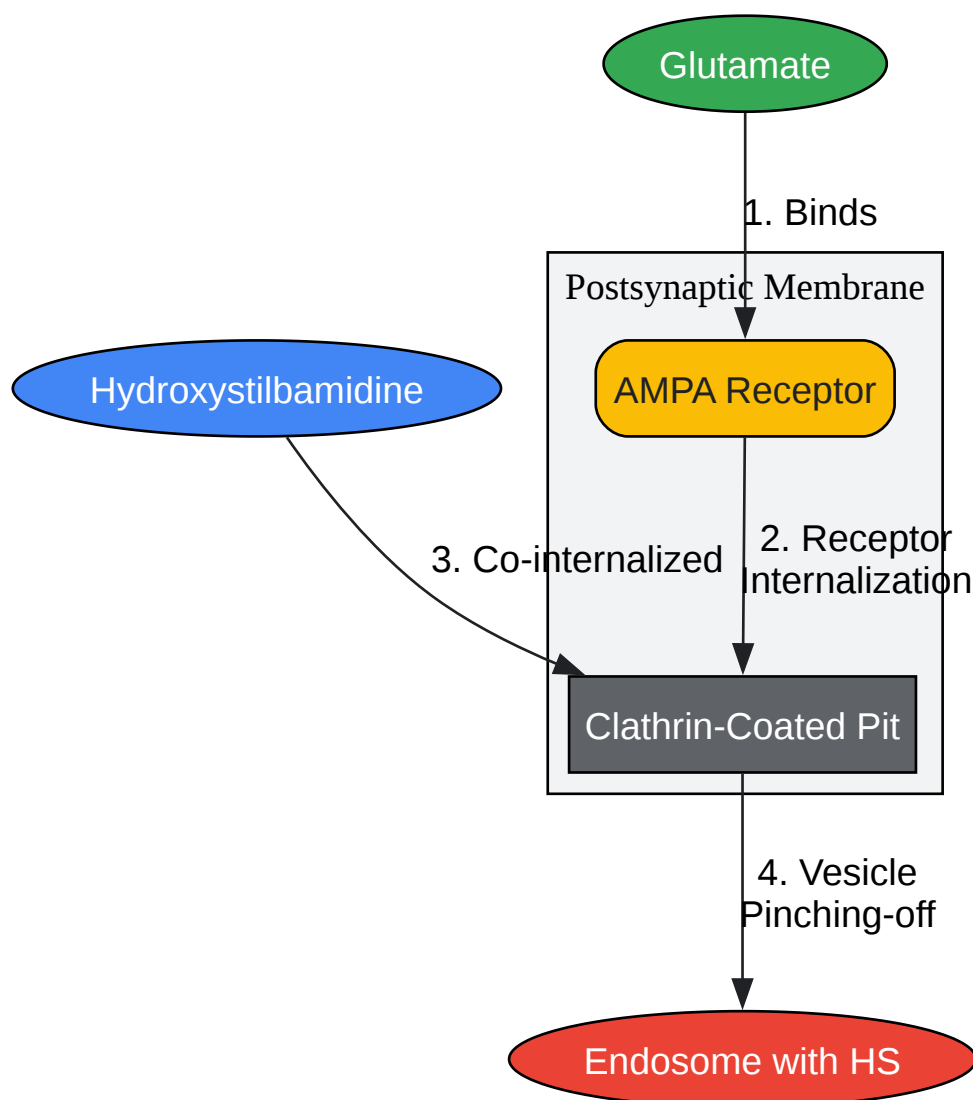 Glutamate
1. Binds
Postsynaptic Membrane
Hydroxystilbamidine
AMPA Receptor
3. Co-internalized
2. Receptor
Internalization
Clathrin-Coated Pit
4. Vesicle
Pinching-off
Endosome with HS